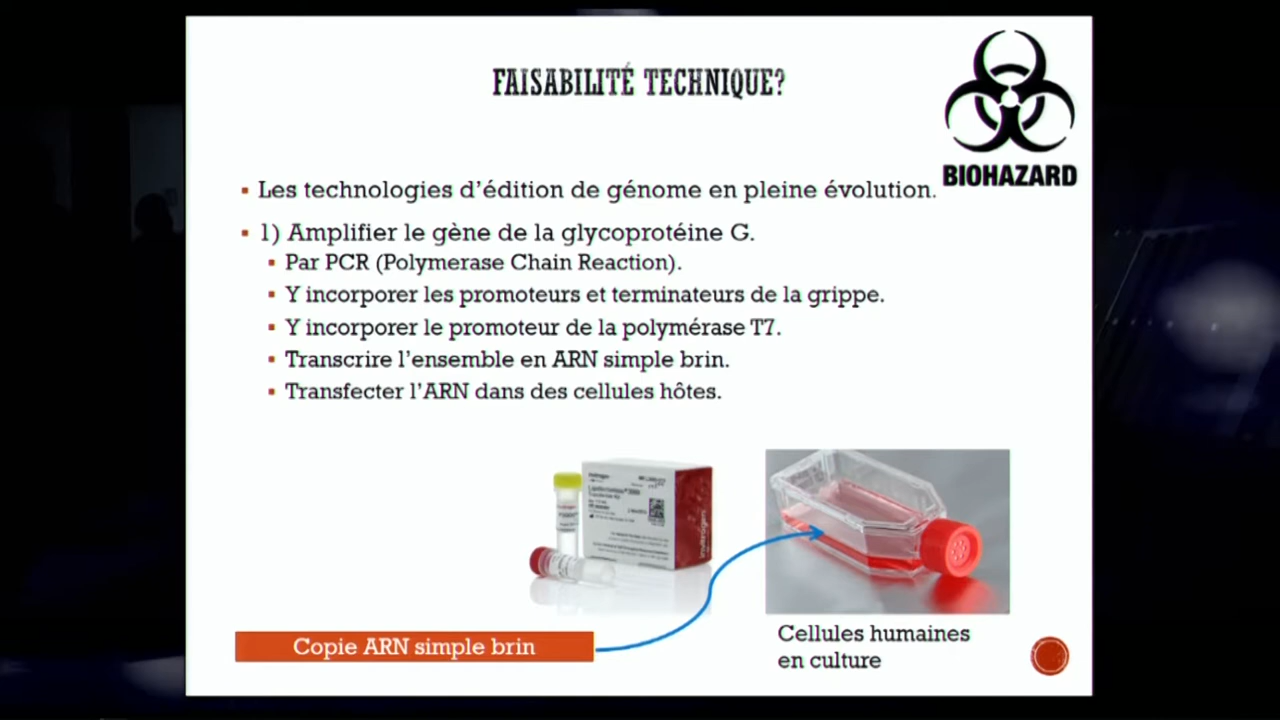 FAISABILITÉ TECHNIQUE?
BIOHAZARD
Les technologies d'édition de génome en pleine évolution.
1) Amplifier le gène de la glycoprotéine G.
Par PCR (Polymerase Chain Reaction).
Y incorporer les promoteurs et terminateurs de la grippe.
Y incorporer le promoteur de la polymérase T7.
Transcrire l'ensemble en ARN simple brin.
Transfecter l'ARN dans des cellules hôtes.
invitrogen
Copie ARN simple brin
Cellules humaines
en culture